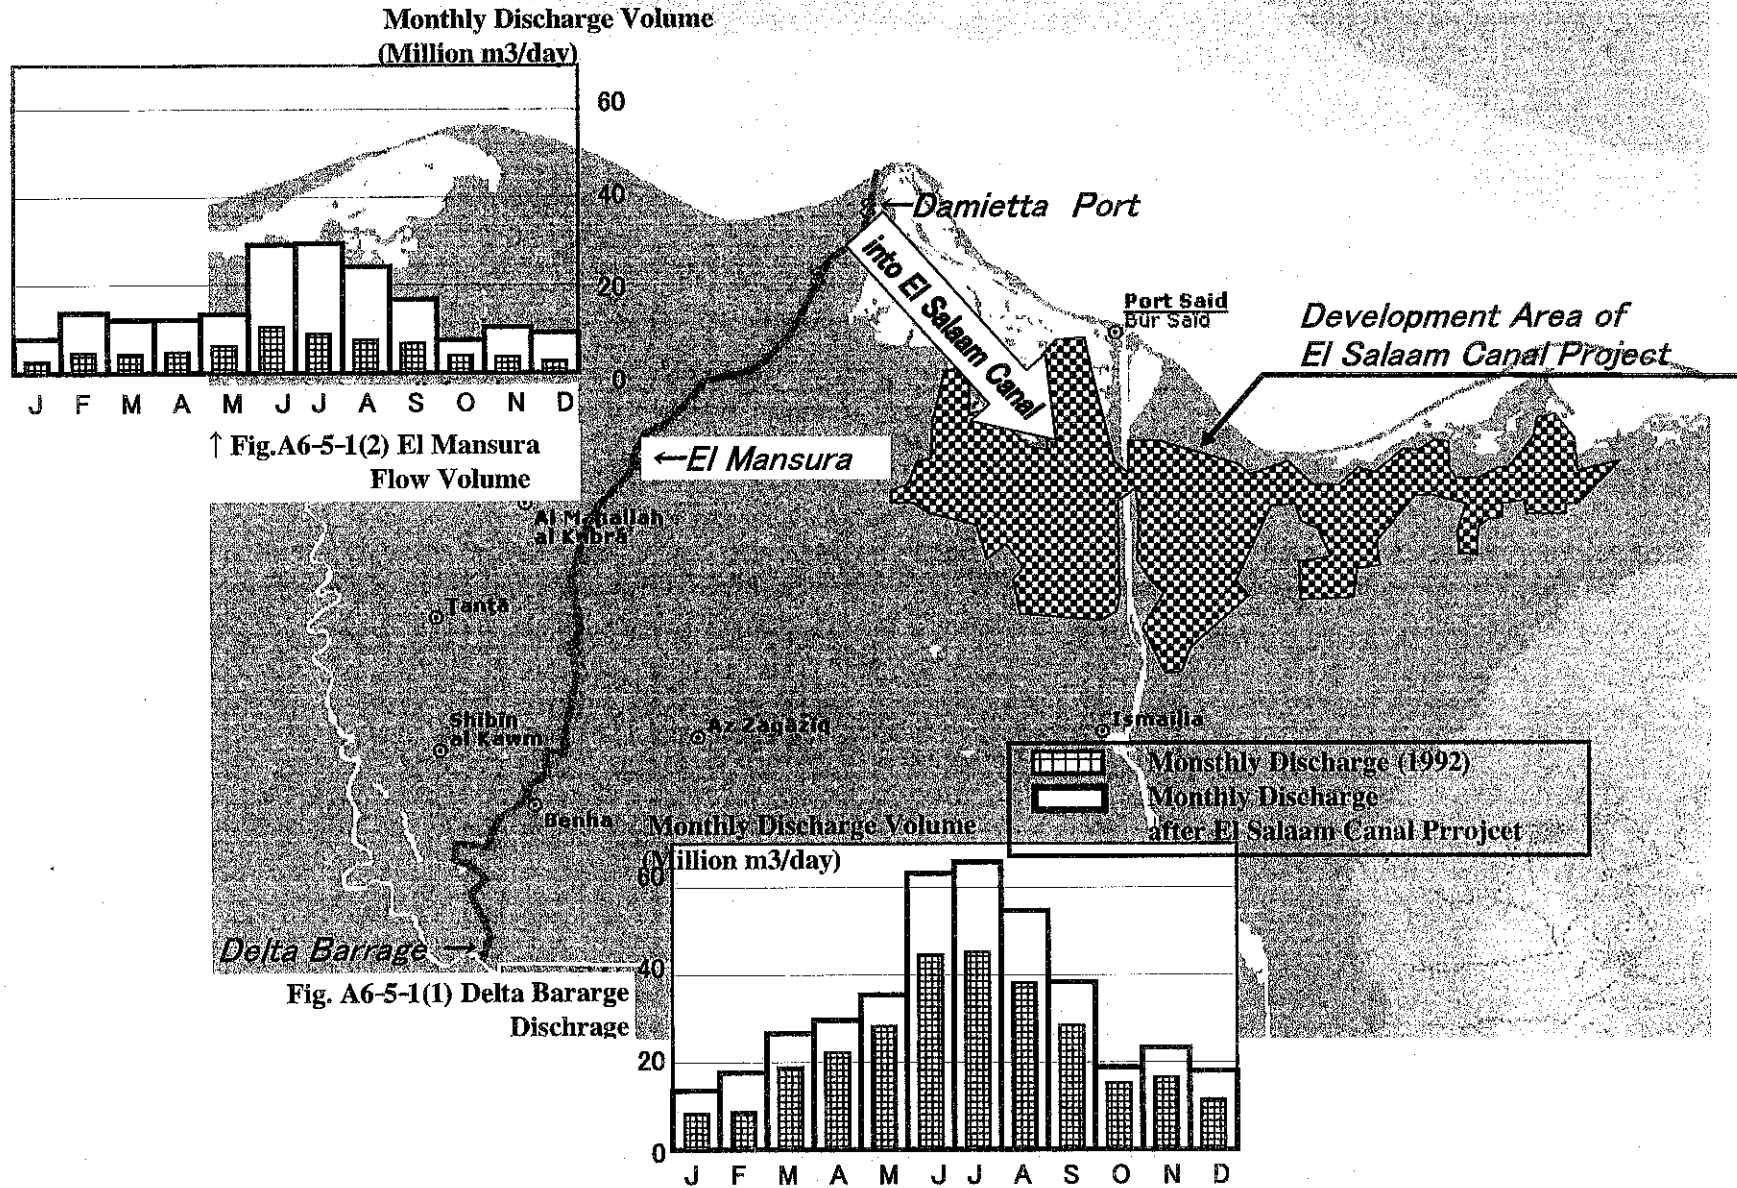 Monthly Discharge Volume
(Million m3/day)
60
40
20
0
J F M A M J J A S O N D
↑ Fig.A6-5-1(2) El Mansura
Flow Volume
←Damietta Port
into El Salaam Canal
Port Said
Bur Said
Development Area of
El Salaam Canal Project
←El Mansura
Al Mahallah
al Kubra
Tanta
Shibin
al Kawm
Az Zagazig
Ismailia
Benha
Monsthly Discharge (1992)
Monthly Discharge
after El Salaam Canal Prrojcet
Delta Barrage →
Fig. A6-5-1(1) Delta Bararge
Dischrage
Monthly Discharge Volume
(Million m3/day)
60
40
20
0
J F M A M J J A S O N D